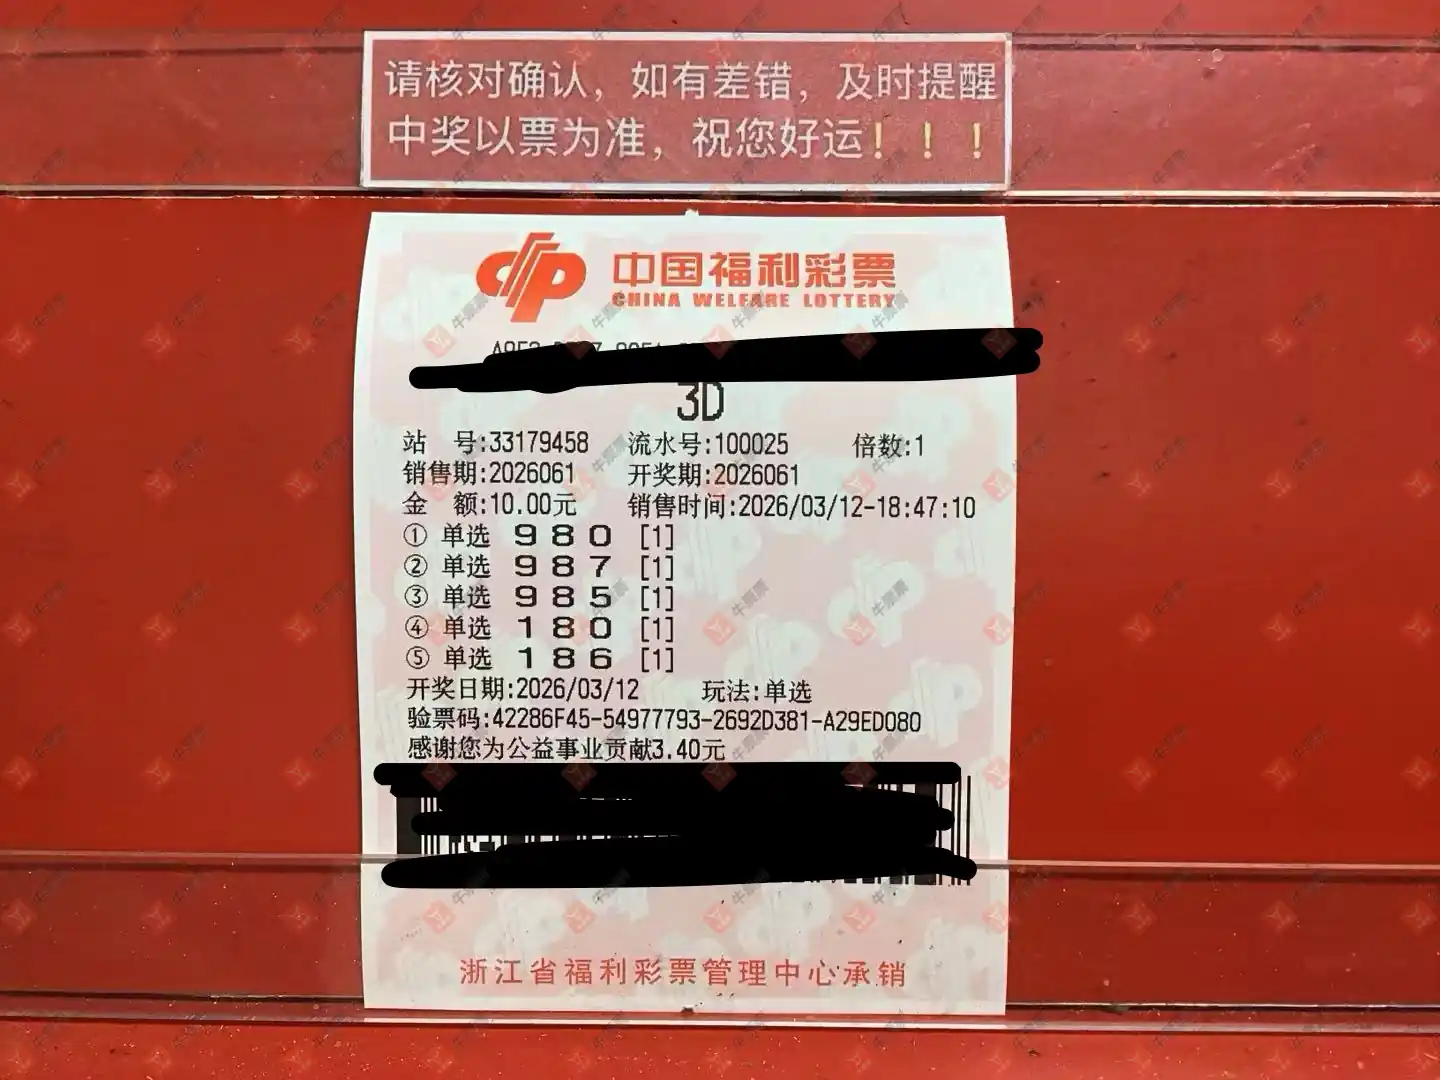 请核对确认，如有差错，及时提醒
中奖以票为准，祝您好运！！！
中国福利彩票
CHINA WELFARE LOTTERY
3D
站 号:33179458 流水号:100025 倍数:1
销售期:2026061 开奖期:2026061
金 额:10.00元 销售时间:2026/03/12-18:47:10
① 单选 9 8 0 [1]
② 单选 9 8 7 [1]
③ 单选 9 8 5 [1]
④ 单选 1 8 0 [1]
⑤ 单选 1 8 6 [1]
开奖日期:2026/03/12 玩法:单选
验票码:42286F45-54977793-2692D381-A29ED080
感谢您为公益事业贡献3.40元
浙江省福利彩票管理中心承销